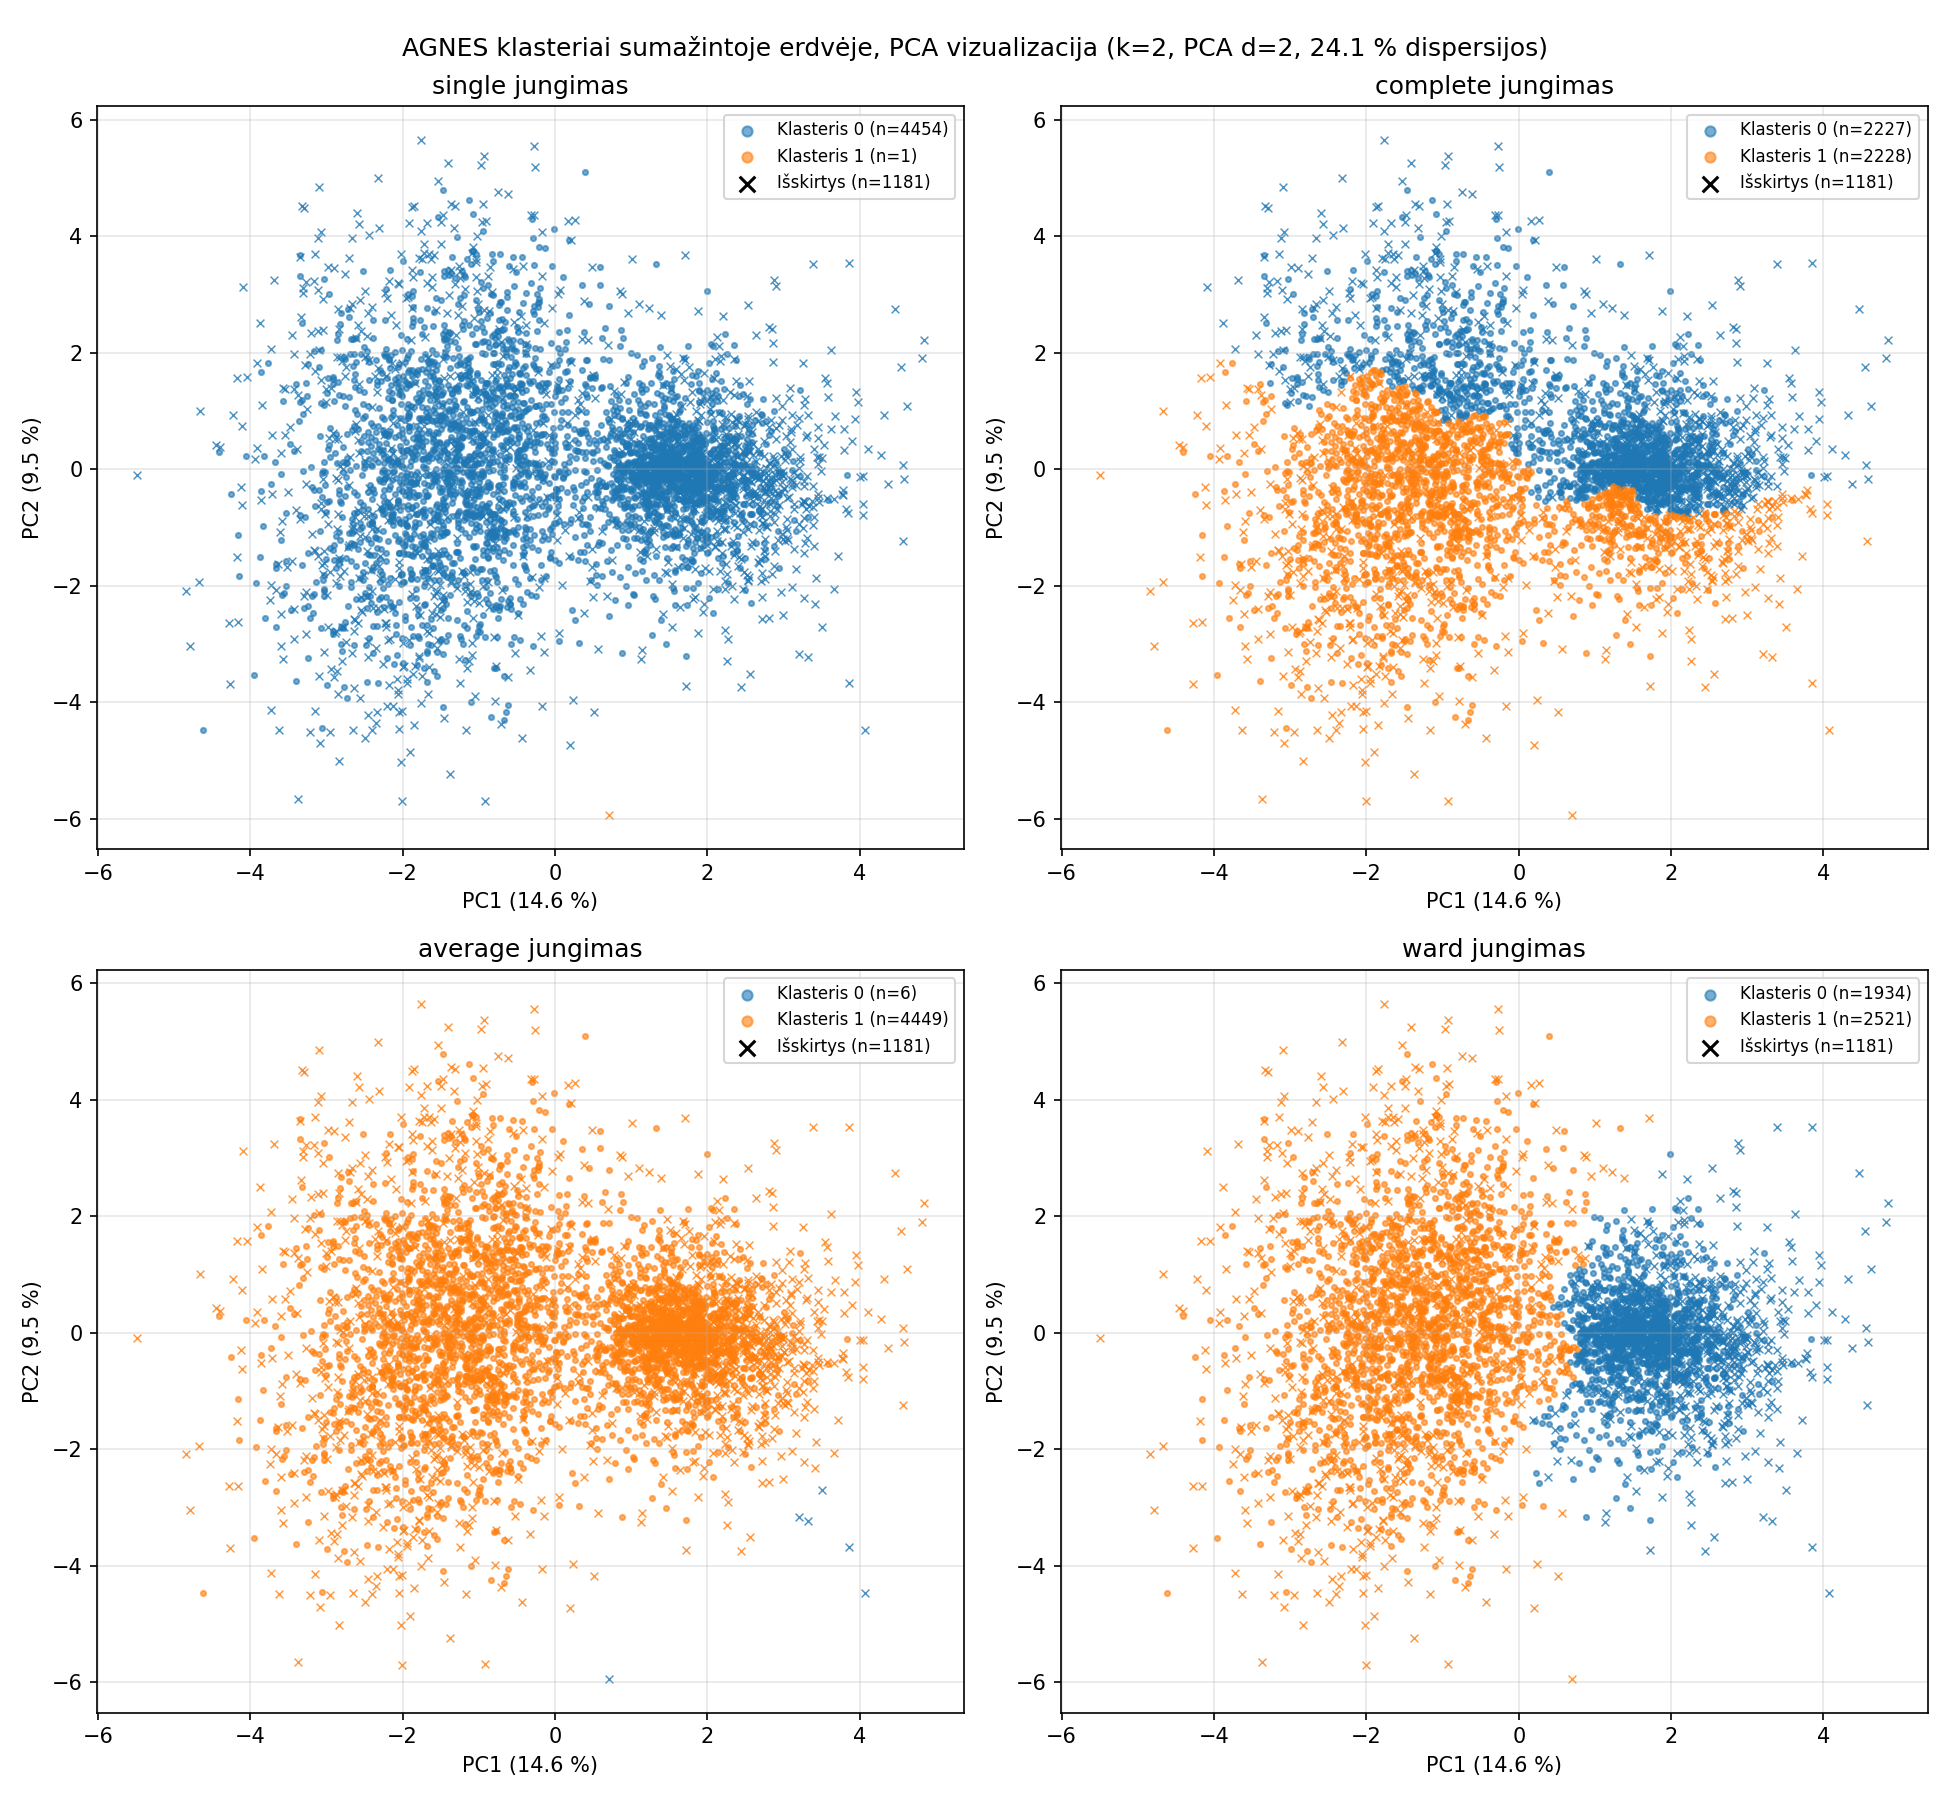 AGNES klasteriai sumažintoje erdvėje, PCA vizualizacija (k=2, PCA d=2, 24.1 % dispersijos)
single jungimas
Klasteris 0 (n=4454)
Klasteris 1 (n=1)
Išskirtys (n=1181)
6
4
2
0
−2
−4
−6
PC2 (9.5 %)
−6 −4 −2 0 2 4
PC1 (14.6 %)
complete jungimas
Klasteris 0 (n=2227)
Klasteris 1 (n=2228)
Išskirtys (n=1181)
6
4
2
0
−2
−4
−6
PC2 (9.5 %)
−6 −4 −2 0 2 4
PC1 (14.6 %)
average jungimas
Klasteris 0 (n=6)
Klasteris 1 (n=4449)
Išskirtys (n=1181)
6
4
2
0
−2
−4
−6
PC2 (9.5 %)
−6 −4 −2 0 2 4
PC1 (14.6 %)
ward jungimas
Klasteris 0 (n=1934)
Klasteris 1 (n=2521)
Išskirtys (n=1181)
6
4
2
0
−2
−4
−6
PC2 (9.5 %)
−6 −4 −2 0 2 4
PC1 (14.6 %)